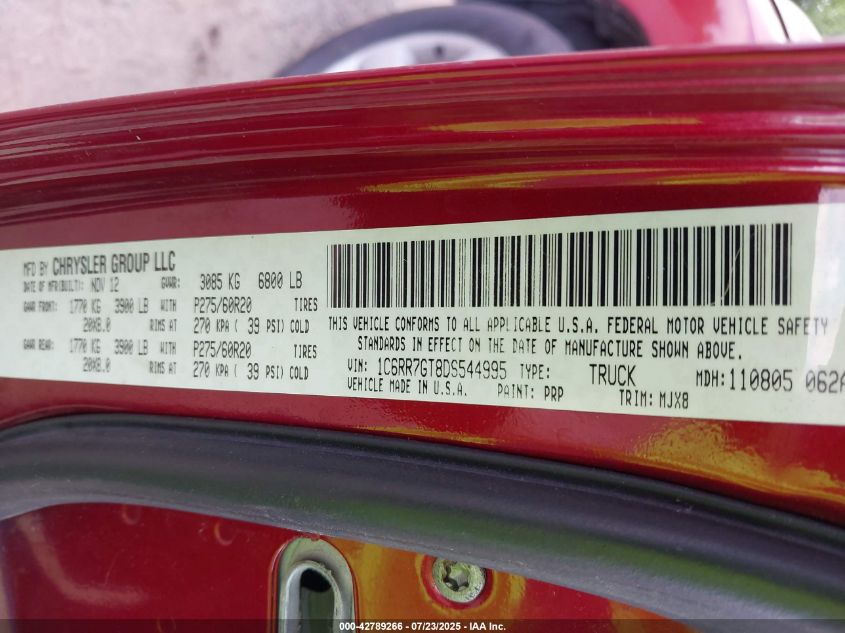 MFD BY CHRYSLER GROUP LLC
DATE OF MFR(BUILT): NOV 12 GVWR: 3085 KG 6800 LB
GAWR FRONT: 1770 KG 3900 LB WITH P275/60R20 TIRES
20X8.0 RIMS AT 270 KPA ( 39 PSI) COLD
GAWR REAR: 1770 KG 3900 LB WITH P275/60R20 TIRES
20X8.0 RIMS AT 270 KPA ( 39 PSI) COLD
THIS VEHICLE CONFORMS TO ALL APPLICABLE U.S.A. FEDERAL MOTOR VEHICLE SAFETY
STANDARDS IN EFFECT ON THE DATE OF MANUFACTURE SHOWN ABOVE.
VIN: 1C6RR7GT8DS544995 TYPE: TRUCK MDH: 110805 062A
VEHICLE MADE IN U.S.A. PAINT: PRP TRIM: MJX8
000-42789266 - 07/23/2025 - IAA Inc.